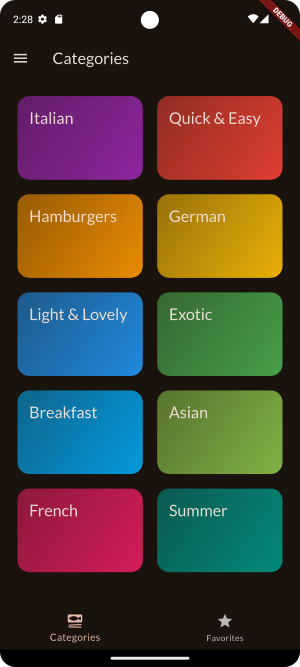 2:28
DEBUG
Categories
Italian
Quick & Easy
Hamburgers
German
Light & Lovely
Exotic
Breakfast
Asian
French
Summer
Categories
Favorites